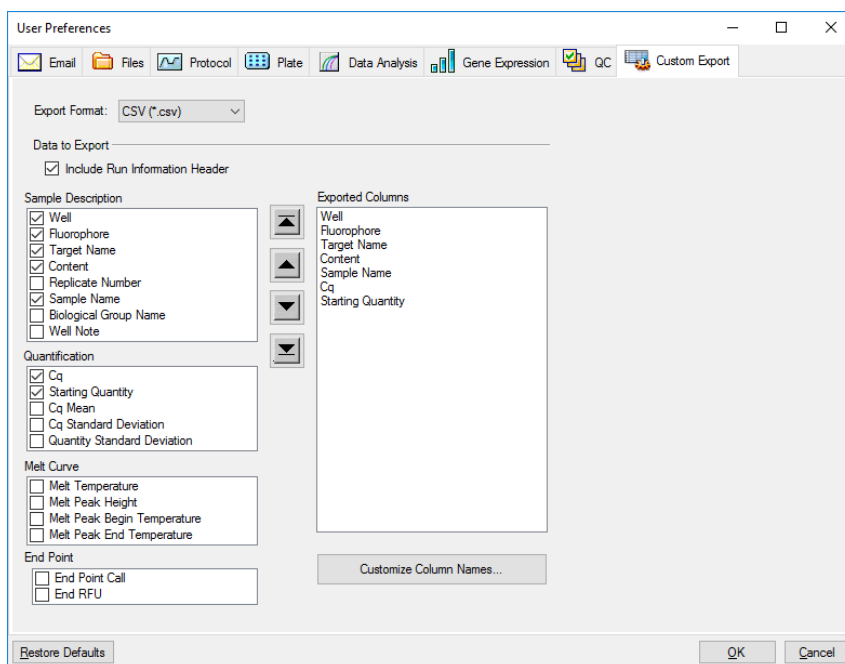 User Preferences
Email Files Protocol Plate Data Analysis Gene Expression QC Custom Export
Export Format: CSV (*.csv)
Data to Export
Include Run Information Header
Sample Description
Well
Fluorophore
Target Name
Content
Replicate Number
Sample Name
Biological Group Name
Well Note
Quantification
Cq
Starting Quantity
Cq Mean
Cq Standard Deviation
Quantity Standard Deviation
Melt Curve
Melt Temperature
Melt Peak Height
Melt Peak Begin Temperature
Melt Peak End Temperature
End Point
End Point Call
End RFU
Exported Columns
Well
Fluorophore
Target Name
Content
Sample Name
Cq
Starting Quantity
Customize Column Names...
Restore Defaults OK Cancel